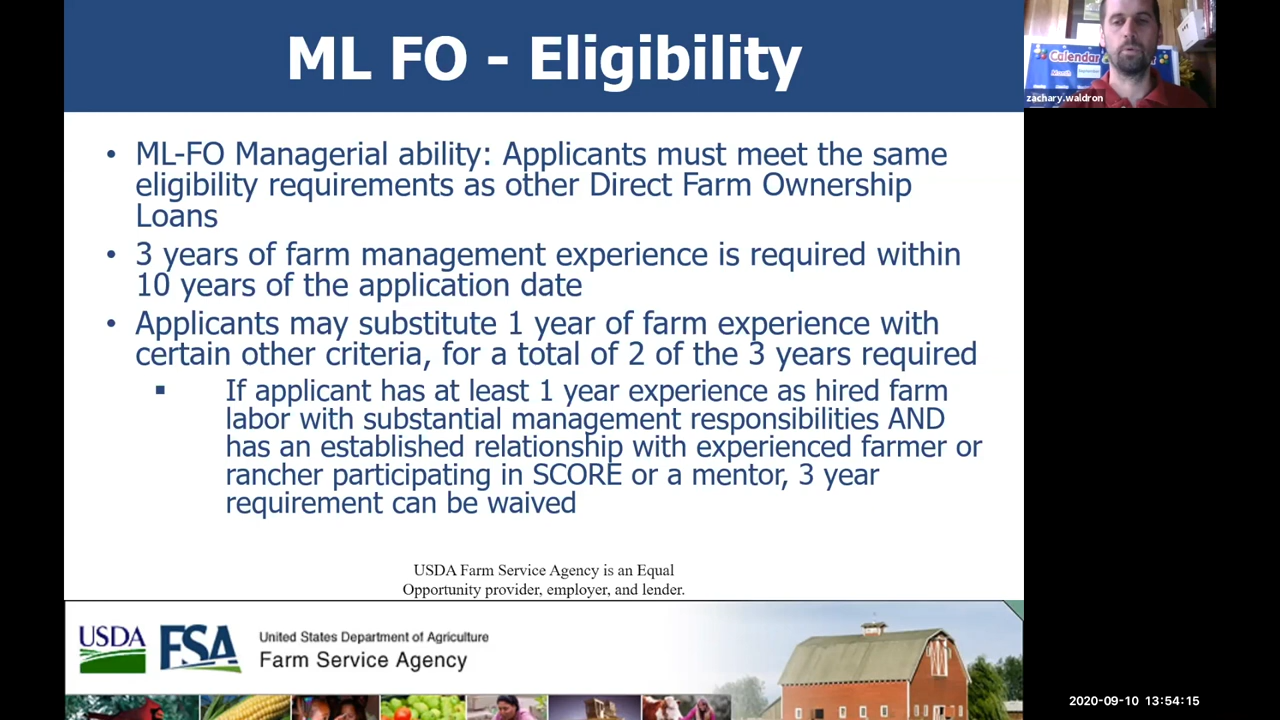 ML FO - Eligibility
• ML-FO Managerial ability: Applicants must meet the same
eligibility requirements as other Direct Farm Ownership
Loans
• 3 years of farm management experience is required within
10 years of the application date
• Applicants may substitute 1 year of farm experience with
certain other criteria, for a total of 2 of the 3 years required
▪ If applicant has at least 1 year experience as hired farm
labor with substantial management responsibilities AND
has an established relationship with experienced farmer or
rancher participating in SCORE or a mentor, 3 year
requirement can be waived
USDA Farm Service Agency is an Equal
Opportunity provider, employer, and lender.
USDA FSA
United States Department of Agriculture
Farm Service Agency
Calendar
zachary.waldron
2020-09-10 13:54:15